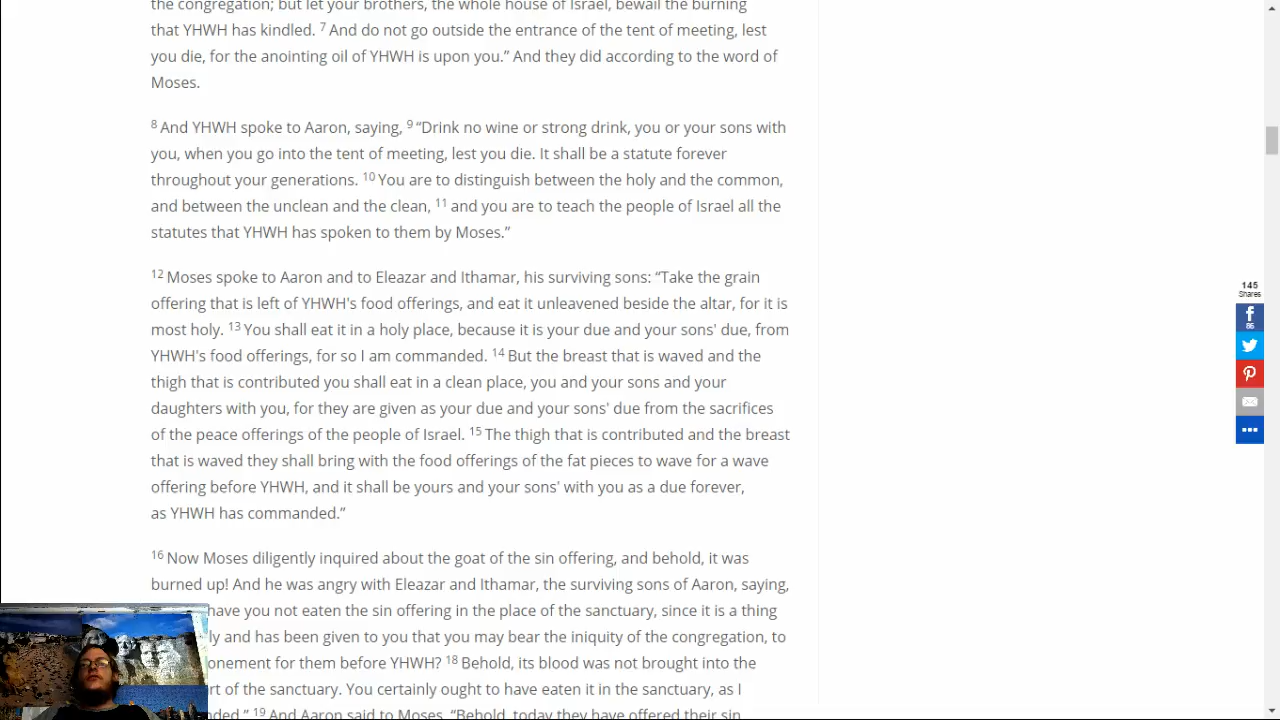 the congregation; but let your brothers, the whole house of Israel, bewail the burning
that YHWH has kindled. 7 And do not go outside the entrance of the tent of meeting, lest
you die, for the anointing oil of YHWH is upon you.” And they did according to the word of
Moses.
8 And YHWH spoke to Aaron, saying, 9 “Drink no wine or strong drink, you or your sons with
you, when you go into the tent of meeting, lest you die. It shall be a statute forever
throughout your generations. 10 You are to distinguish between the holy and the common,
and between the unclean and the clean, 11 and you are to teach the people of Israel all the
statutes that YHWH has spoken to them by Moses.”
12 Moses spoke to Aaron and to Eleazar and Ithamar, his surviving sons: “Take the grain
offering that is left of YHWH's food offerings, and eat it unleavened beside the altar, for it is
most holy. 13 You shall eat it in a holy place, because it is your due and your sons' due, from
YHWH's food offerings, for so I am commanded. 14 But the breast that is waved and the
thigh that is contributed you shall eat in a clean place, you and your sons and your
daughters with you, for they are given as your due and your sons' due from the sacrifices
of the peace offerings of the people of Israel. 15 The thigh that is contributed and the breast
that is waved they shall bring with the food offerings of the fat pieces to wave for a wave
offering before YHWH, and it shall be yours and your sons' with you as a due forever,
as YHWH has commanded.”
16 Now Moses diligently inquired about the goat of the sin offering, and behold, it was
burned up! And he was angry with Eleazar and Ithamar, the surviving sons of Aaron, saying,
have you not eaten the sin offering in the place of the sanctuary, since it is a thing
ly and has been given to you that you may bear the iniquity of the congregation, to
onement for them before YHWH? 18 Behold, its blood was not brought into the
rt of the sanctuary. You certainly ought to have eaten it in the sanctuary, as I
nded.” 19 And Aaron said to Moses, “Behold, today they have offered their sin
145
Shares
86